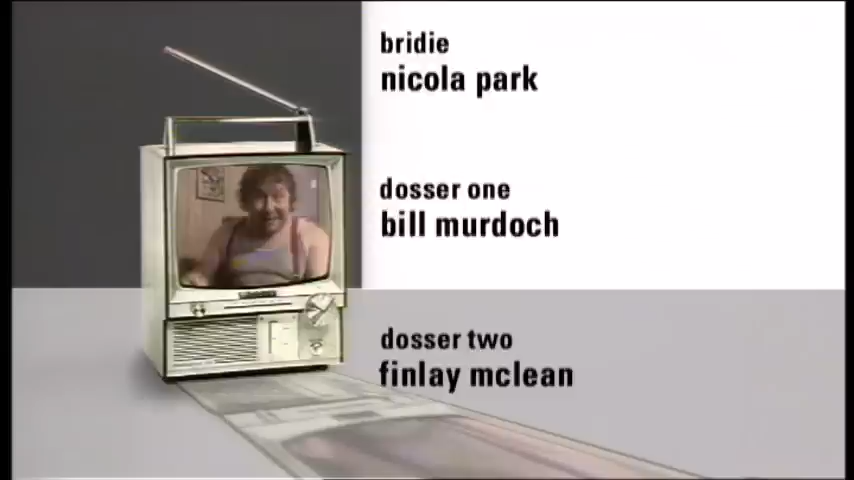 bridie
nicola park
dosser one
bill murdoch
dosser two
finlay mclean